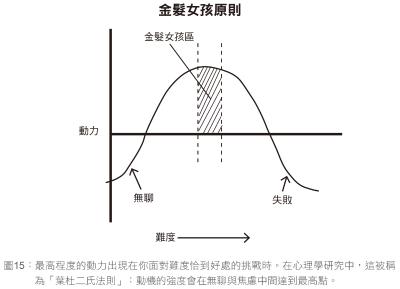 金髮女孩原則
金髮女孩區
動力
無聊
失敗
難度
圖15：最高程度的動力出現在你面對難度恰到好處的挑戰時。在心理學研究中，這被稱
為「葉杜二氏法則」：動機的強度會在無聊與焦慮中間達到最高點。